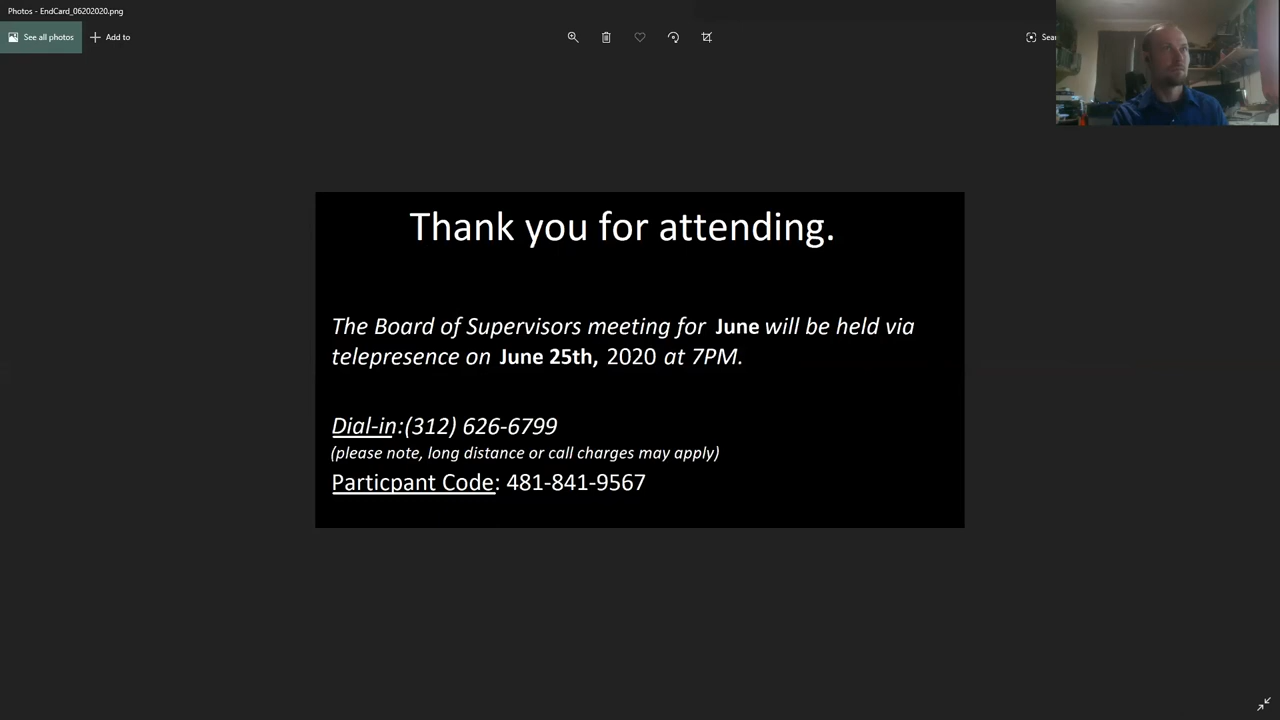 Photos - EndCard_06202020.png
See all photos
Add to
Sear
Thank you for attending.
The Board of Supervisors meeting for June will be held via
telepresence on June 25th, 2020 at 7PM.
Dial-in:(312) 626-6799
(please note, long distance or call charges may apply)
Particpant Code: 481-841-9567